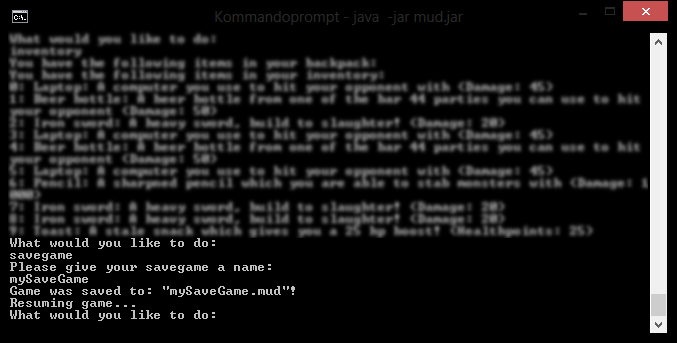 Kommandoprompt - java -jar mud.jar
What would you like to do:
inventory
You have the following items in your backpack:
You have the following items in your inventory:
0: Laptop: A computer you use to hit your opponent with (Damage: 45)
1: Beer bottle: A beer bottle from one of the bar 44 parties you can use to hit
your opponent (Damage: 50)
2: Iron sword: A heavy sword, build to slaughter! (Damage: 20)
3: Laptop: A computer you use to hit your opponent with (Damage: 45)
4: Beer bottle: A beer bottle from one of the bar 44 parties you can use to hit
your opponent (Damage: 50)
5: Laptop: A computer you use to hit your opponent with (Damage: 45)
6: Pencil: A sharpned pencil which you are able to stab monsters with (Damage: 1
000)
7: Iron sword: A heavy sword, build to slaughter! (Damage: 20)
8: Iron sword: A heavy sword, build to slaughter! (Damage: 20)
9: Toast: A stale snack which gives you a 25 hp boost! (Healthpoints: 25)
What would you like to do:
savegame
Please give your savegame a name:
mySaveGame
Game was saved to: "mySaveGame.mud"!
Resuming game...
What would you like to do: